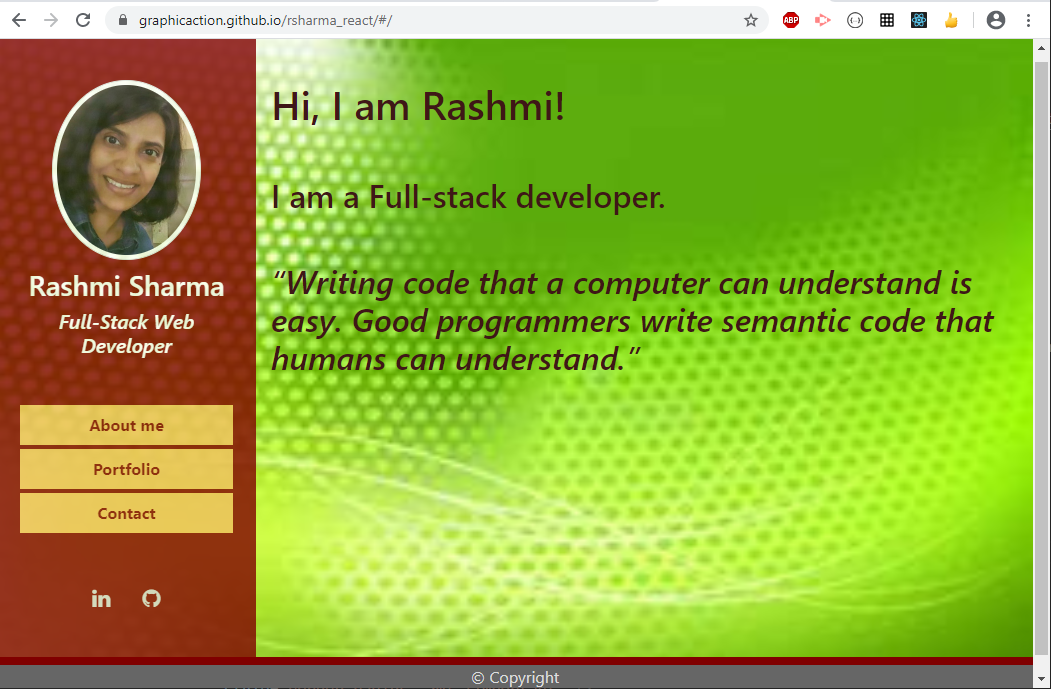 graphicaction.github.io/rsharma_react/#/
ABP
Hi, I am Rashmi!
I am a Full-stack developer.
“Writing code that a computer can understand is
easy. Good programmers write semantic code that
humans can understand.”
Rashmi Sharma
Full-Stack Web
Developer
About me
Portfolio
Contact
in
© Copyright